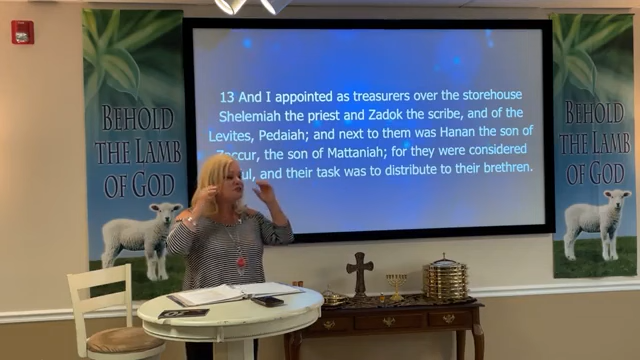 BEHOLD
THE LAMB
OF GOD
13 And I appointed as treasurers over the storehouse
Shelemiah the priest and Zadok the scribe, and of the
Levites, Pedaiah; and next to them was Hanan the son of
the son of Mattaniah; for they were considered
and their task was to distribute to their brethren.
BEHOLD
THE LAMB
OF GOD